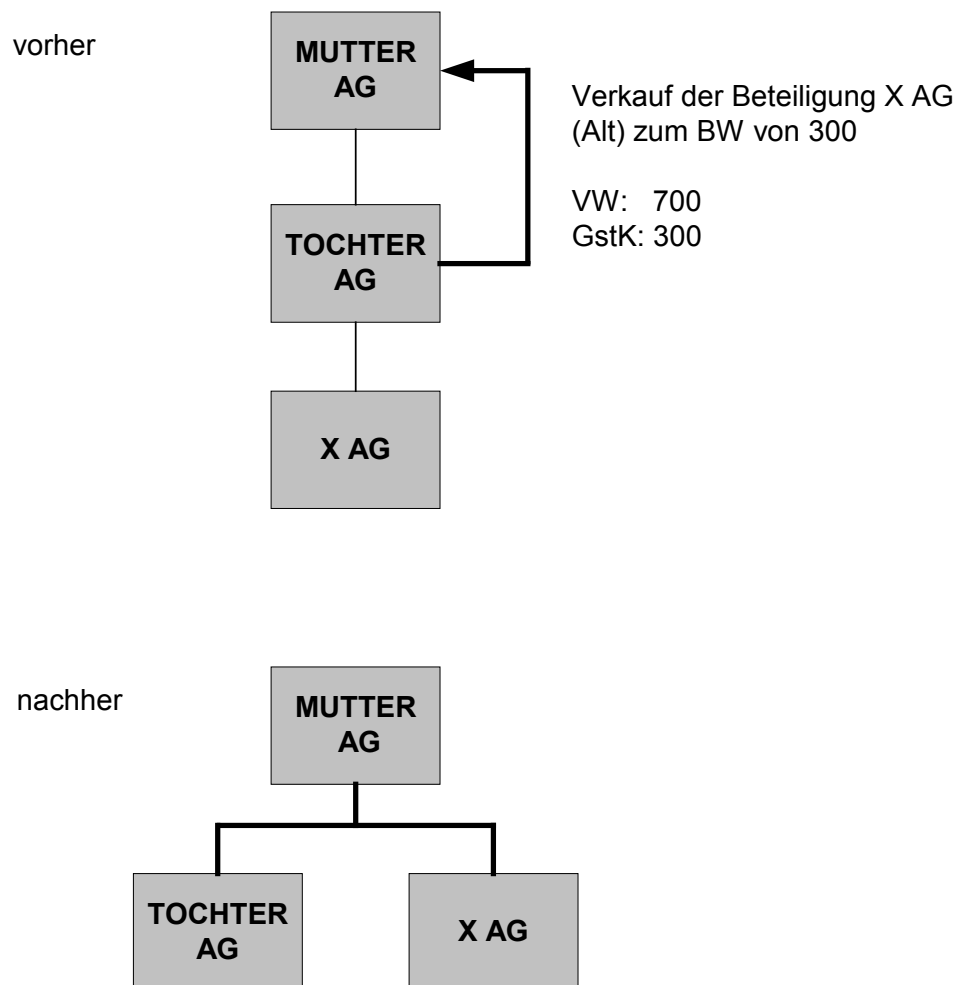 vorher
MUTTER
AG
Verkauf der Beteiligung X AG
(Alt) zum BW von 300
VW: 700
GstK: 300
TOCHTER
AG
X AG
nachher
MUTTER
AG
TOCHTER
AG
X AG